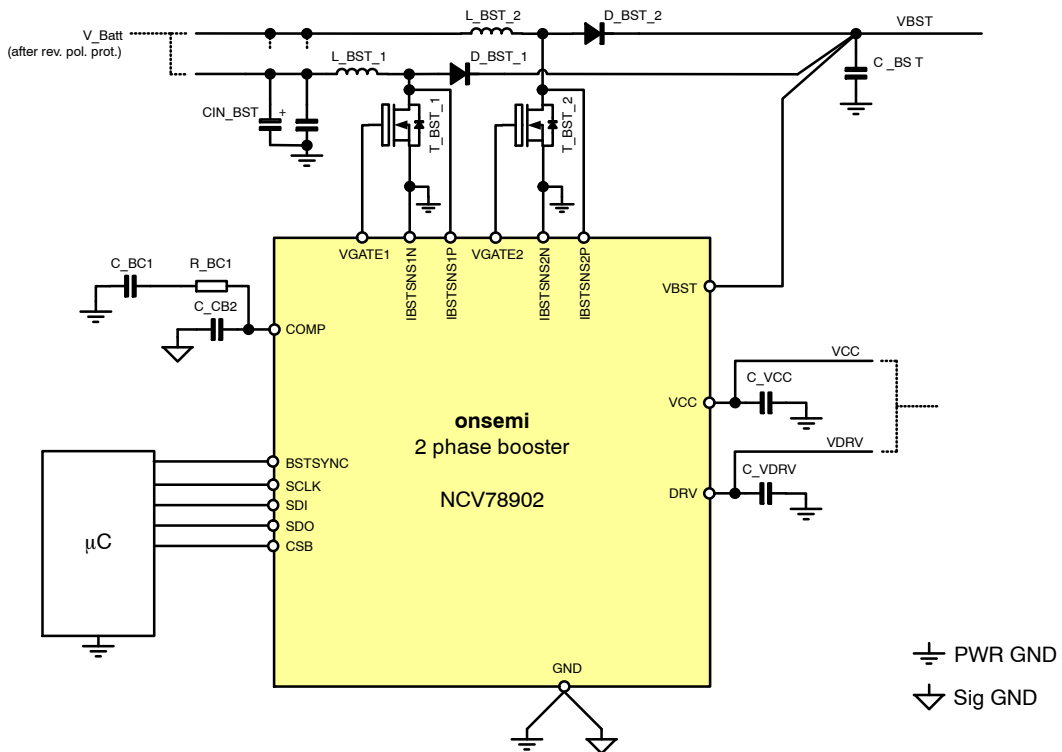 L_BST_2
D_BST_2
V_Batt
(after rev. pol. prot.)
VBST
L_BST_1
D_BST_1
C_BS T
CIN_BST
+
T_BST_1
T_BST_2
VGATE1
IBSTSNS1N
IBSTSNS1P
VGATE2
IBSTSNS2N
IBSTSNS2P
C_BC1
R_BC1
VBST
C_CB2
COMP
VCC
C_VCC
VCC
onsemi
2 phase booster
VDRV
BSTSYNC
C_VDRV
SCLK
DRV
NCV78902
SDI
SDO
µC
CSB
PWR GND
GND
Sig GND